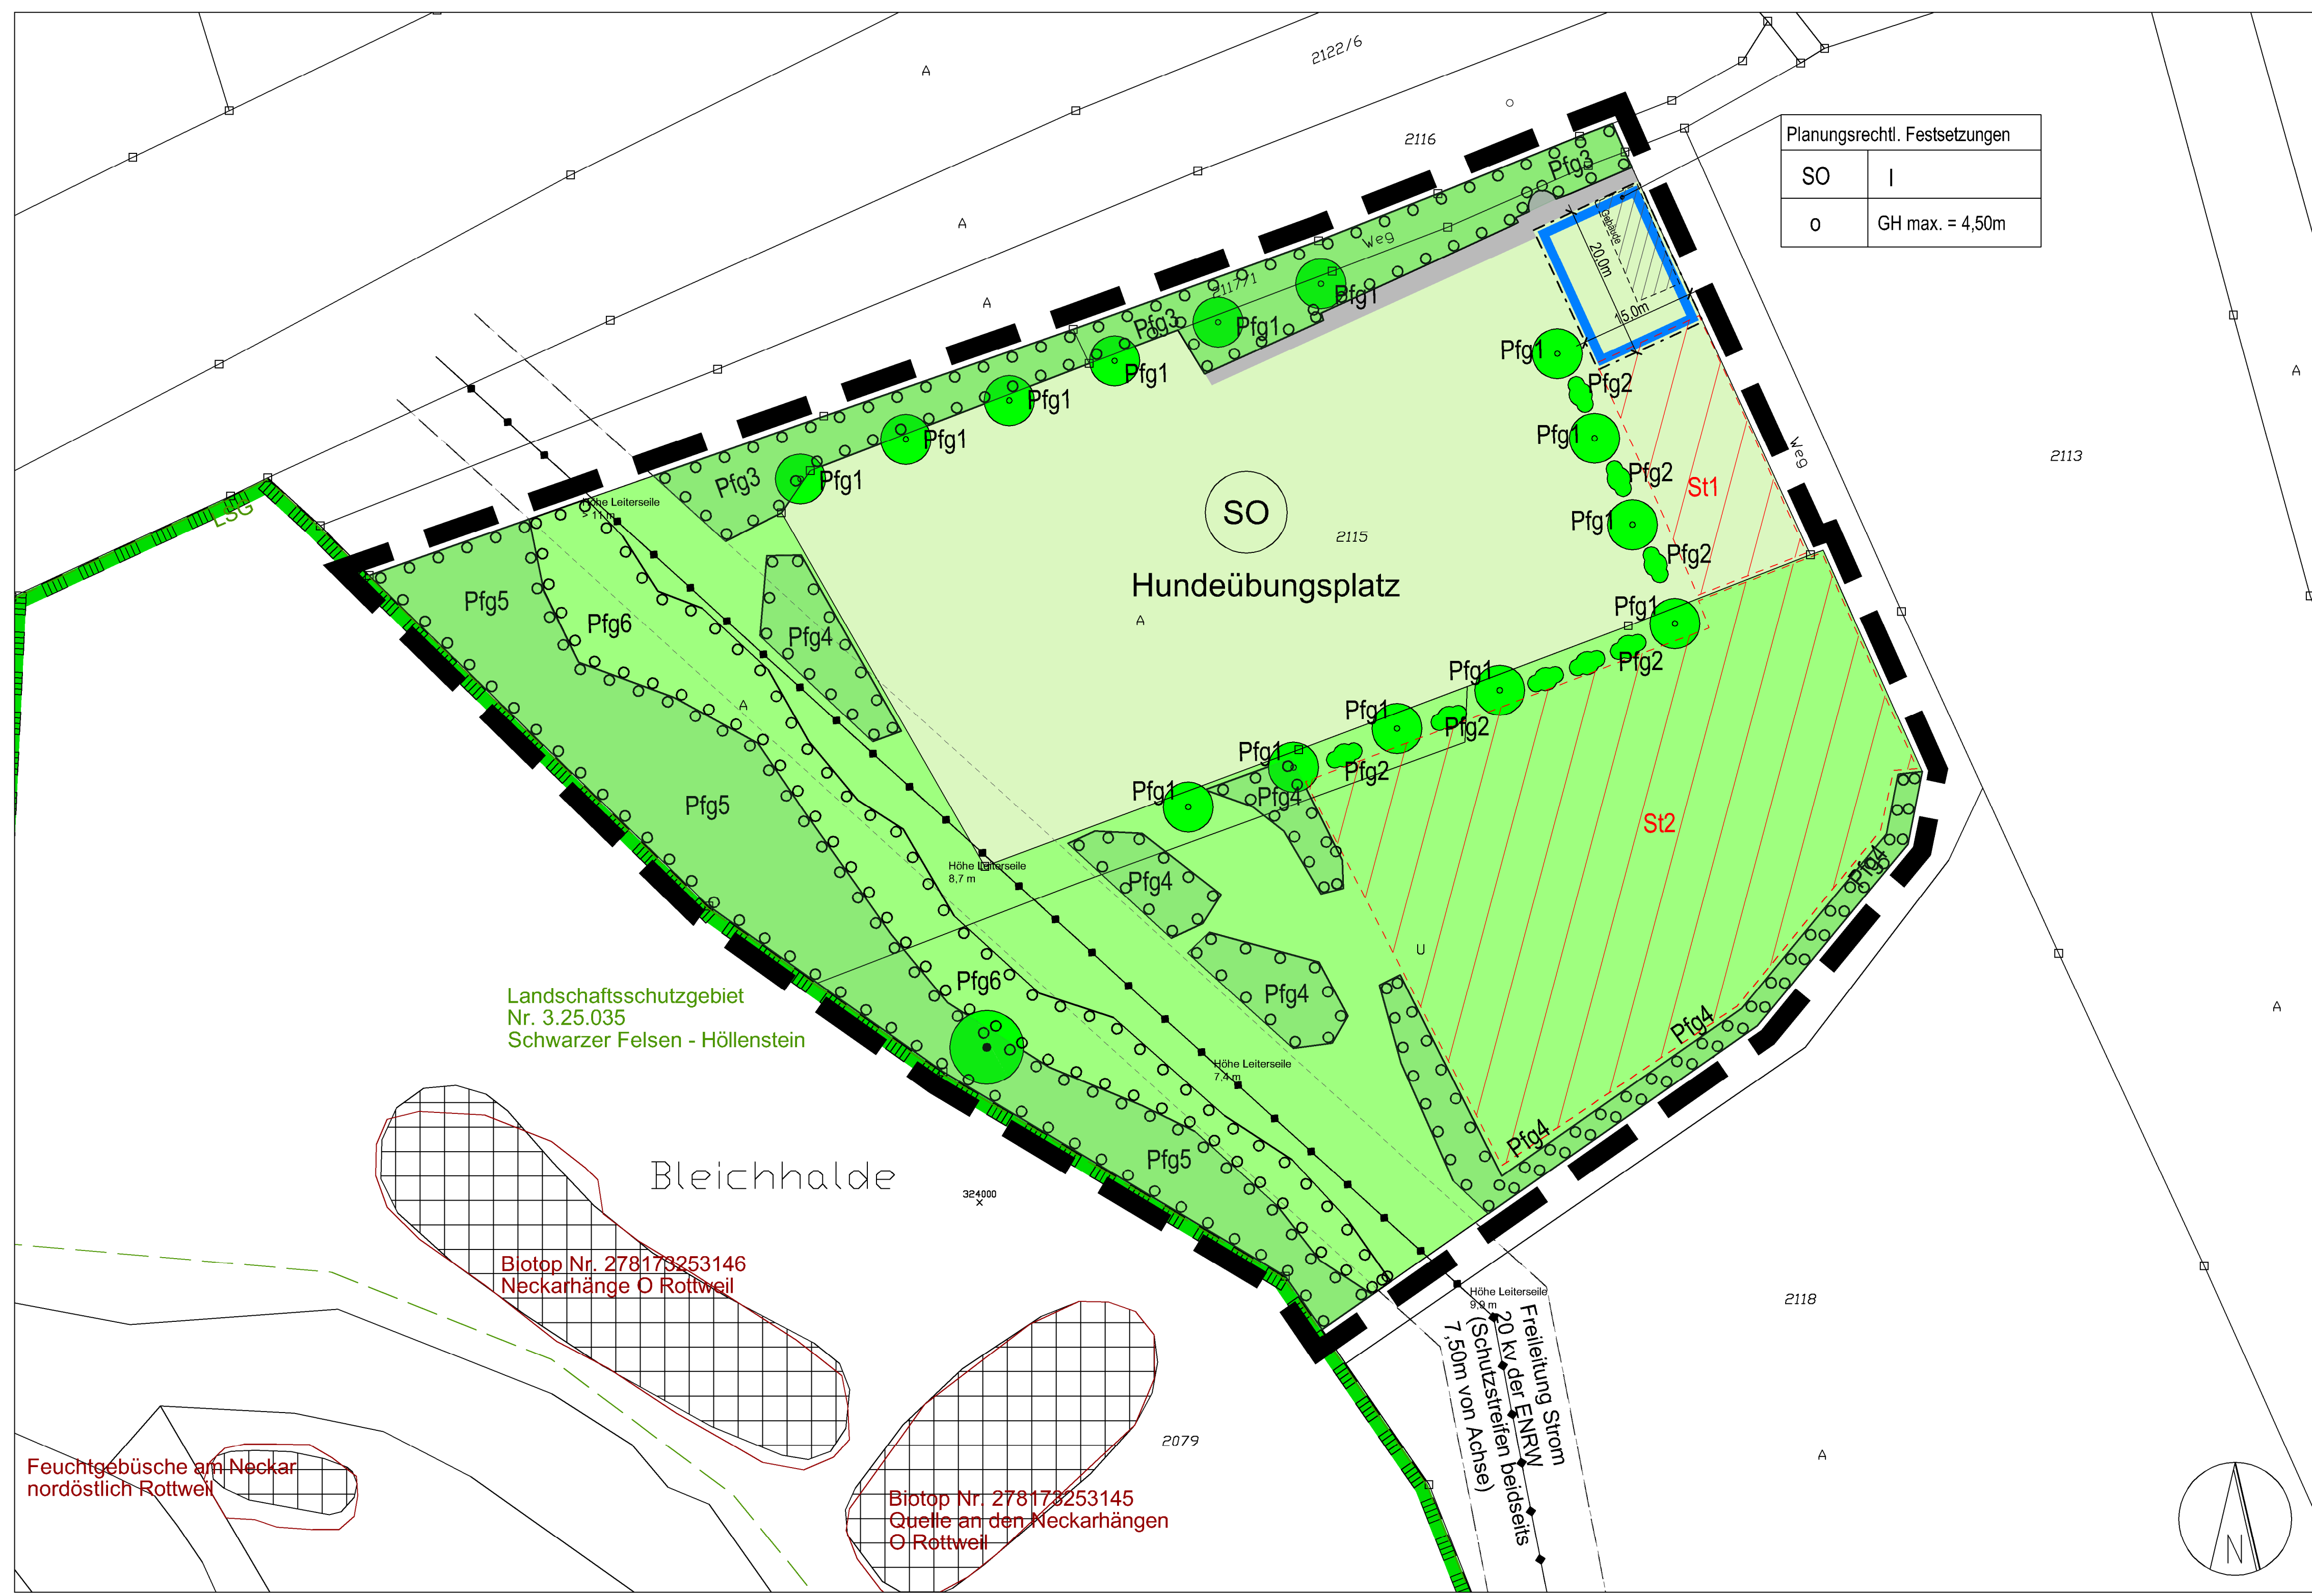 2122/6
A
2116
Planungsrechtl. Festsetzungen
SO
I
o
GH max. = 4,50m
Pfg3
A
Weg
Gebäude
20,0m
15,0m
A
211771
Pfg1
Pfg3
Pfg1
Pfg1
Pfg1
Pfg1
Pfg1
Pfg1
Pfg2
A
Pfg1
Weg
2113
Pfg3
Pfg2
St1
Höhe Leiterseile
> 11 m
LSG
SO
2115
Pfg1
Pfg2
Hundeübungsplatz
A
Pfg5
Pfg6
Pfg4
Pfg1
Pfg2
Pfg1
A
Pfg1
Pfg2
Pfg1
Pfg2
Pfg1
Pfg4
Pfg5
St2
Höhe Leiterseile
8,7 m
Pfg4
Pfg4
U
Pfg6
Pfg4
Landschaftsschutzgebiet
Nr. 3.25.035
Schwarzer Felsen - Höllenstein
A
Pfg4
Höhe Leiterseile
7,4 m
Pfg4
Pfg5
Bleichhalde
324000
Biotop Nr. 278173253146
Neckarhänge O Rottweil
Höhe Leiterseile
9,9 m
2118
Freileitung Strom
20 kv der ENRW
(Schutzstreifen beidseits
7,50m von Achse)
2079
A
Feuchtgebüsche am Neckar
nordöstlich Rottweil
Biotop Nr. 278173253145
Quelle an den Neckarhängen
O Rottweil
N